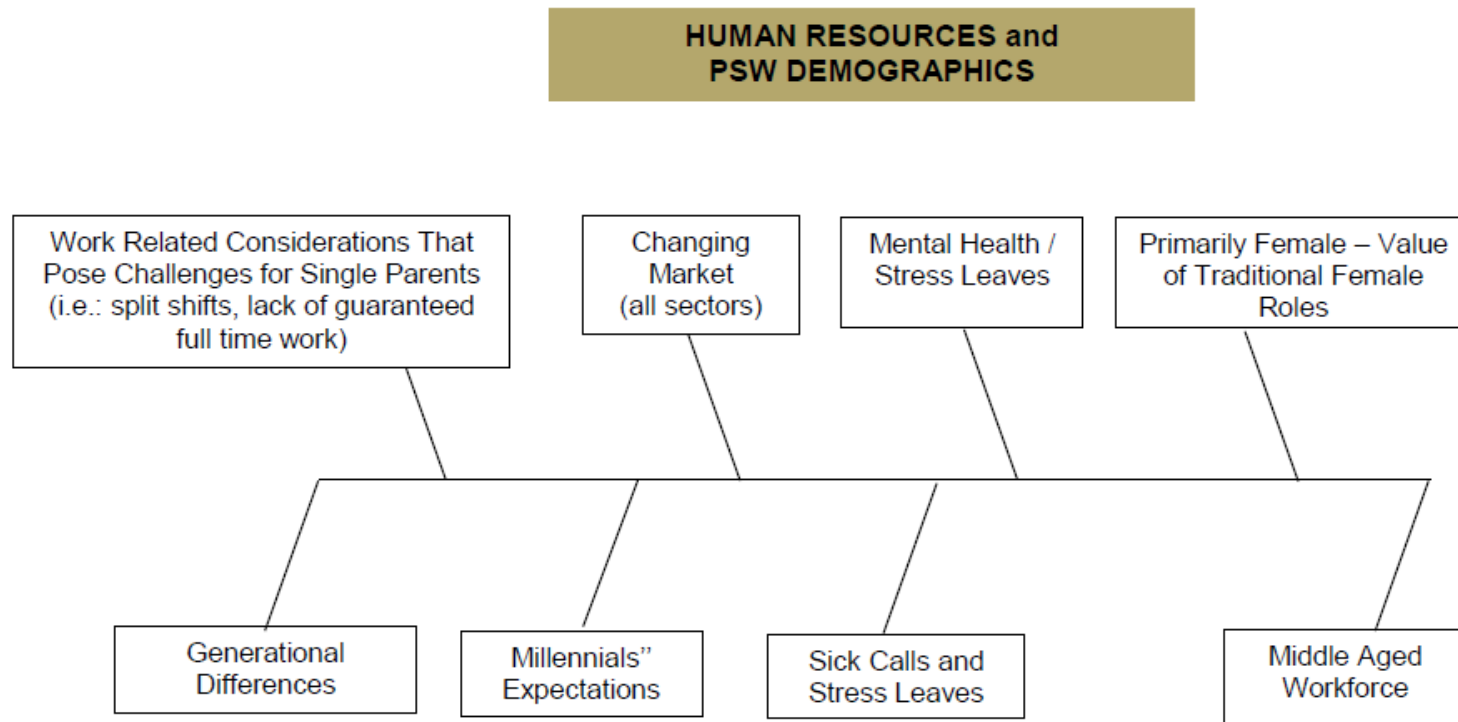 HUMAN RESOURCES and
PSW DEMOGRAPHICS
Work Related Considerations That
Pose Challenges for Single Parents
(i.e.: split shifts, lack of guaranteed
full time work)
Changing
Market
(all sectors)
Mental Health /
Stress Leaves
Primarily Female – Value
of Traditional Female
Roles
Generational
Differences
Millennials’’
Expectations
Sick Calls and
Stress Leaves
Middle Aged
Workforce